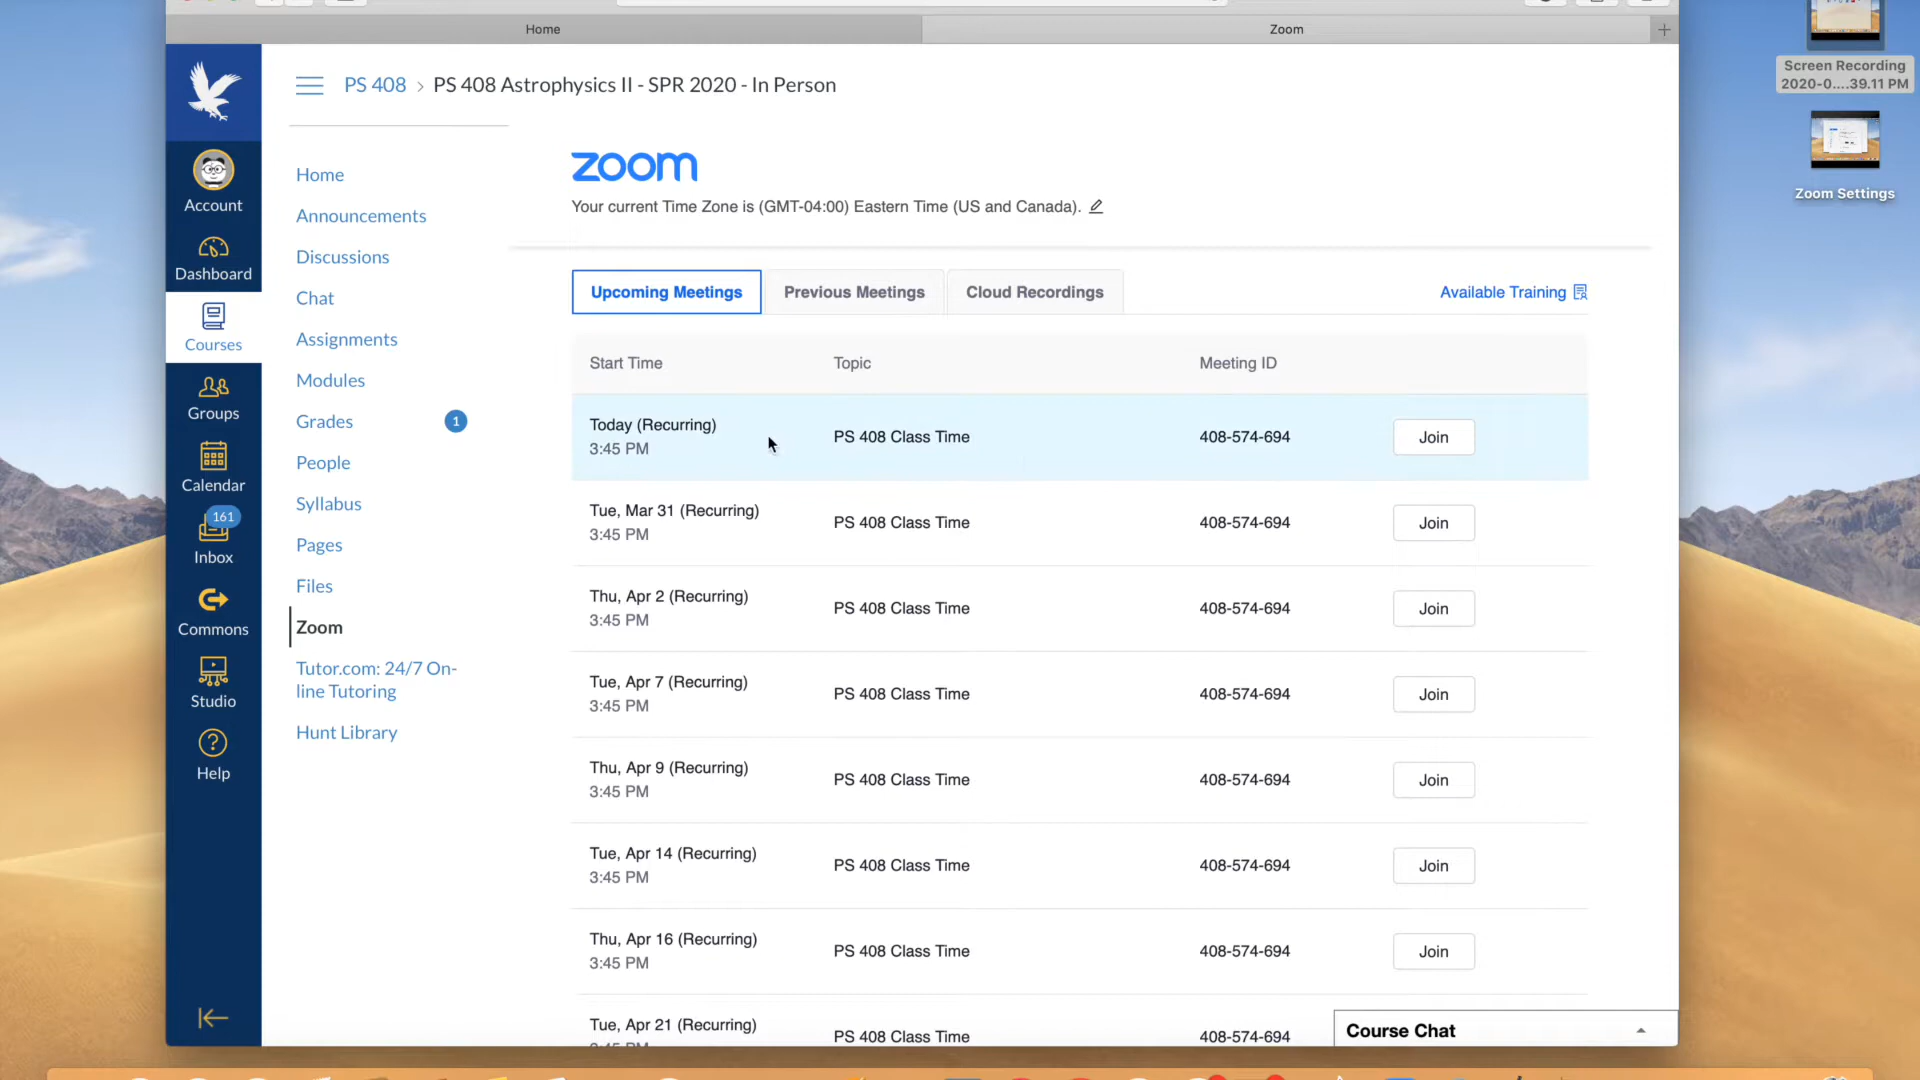 Home
Zoom
PS 408 › PS 408 Astrophysics II - SPR 2020 - In Person
Screen Recording
2020-0....39.11 PM
Zoom Settings
Account
Dashboard
Courses
Groups
Calendar
161
Inbox
Commons
Studio
Help
Home
Announcements
Discussions
Chat
Assignments
Modules
Grades
1
People
Syllabus
Pages
Files
Zoom
Tutor.com: 24/7 On-
line Tutoring
Hunt Library
zoom
Your current Time Zone is (GMT-04:00) Eastern Time (US and Canada).
Upcoming Meetings
Previous Meetings
Cloud Recordings
Available Training
Start Time Topic Meeting ID
Today (Recurring)
3:45 PM
PS 408 Class Time 408-574-694 Join
Tue, Mar 31 (Recurring)
3:45 PM
PS 408 Class Time 408-574-694 Join
Thu, Apr 2 (Recurring)
3:45 PM
PS 408 Class Time 408-574-694 Join
Tue, Apr 7 (Recurring)
3:45 PM
PS 408 Class Time 408-574-694 Join
Thu, Apr 9 (Recurring)
3:45 PM
PS 408 Class Time 408-574-694 Join
Tue, Apr 14 (Recurring)
3:45 PM
PS 408 Class Time 408-574-694 Join
Thu, Apr 16 (Recurring)
3:45 PM
PS 408 Class Time 408-574-694 Join
Tue, Apr 21 (Recurring)
PS 408 Class Time 408-574-694
Course Chat